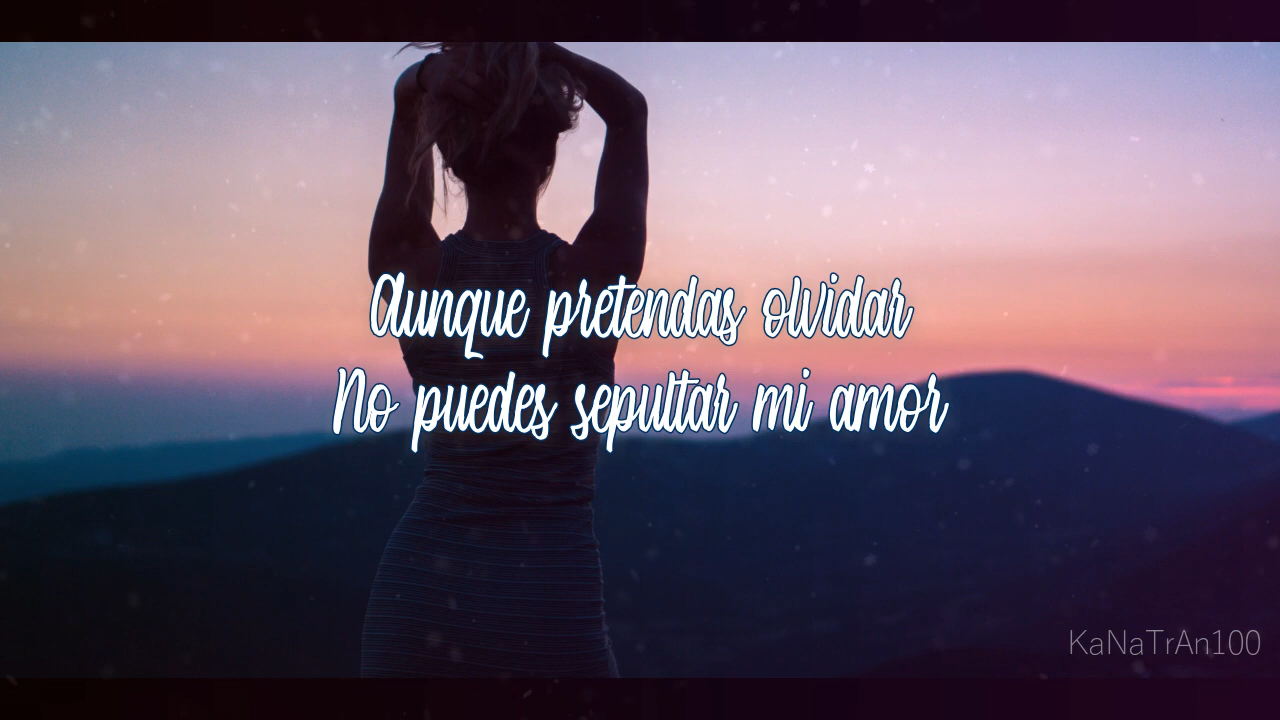 Aunque pretendas olvidar
No puedes sepultar mi amor
KaNaTrAn100